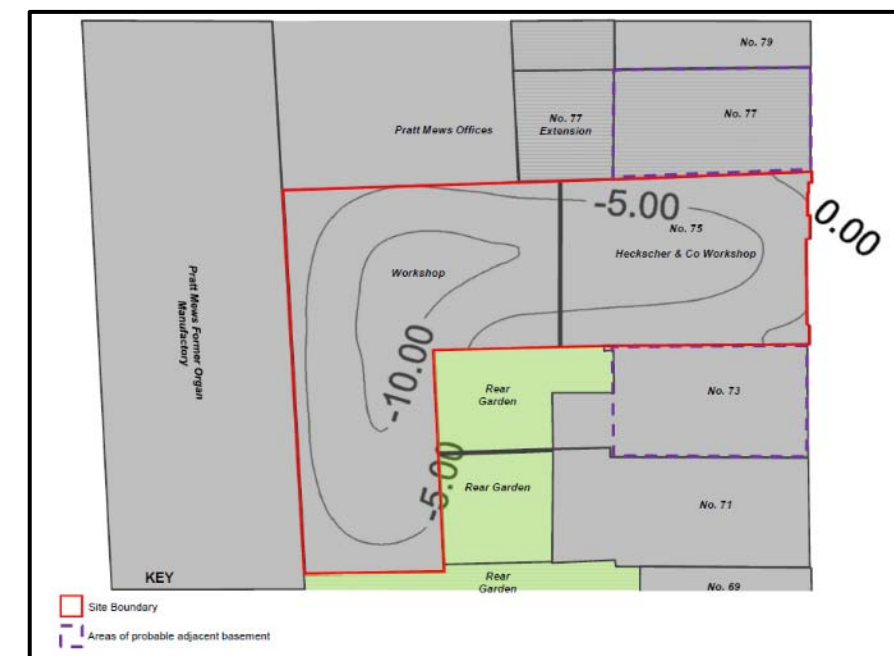 No. 79
No. 77
No. 77
Extension
Pratt Mews Offices
-5.00
0.00
No. 75
Heckscher & Co Workshop
Workshop
Pratt Mews Former Organ
Manufactory
-10.00
Rear
Garden
No. 73
-5.00
Rear Garden
No. 71
KEY
Rear
Garden
No. 69
Site Boundary
Areas of probable adjacent basement